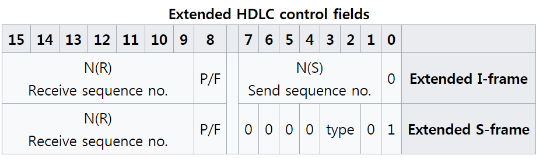 Extended HDLC control fields
15 14 13 12 11 10 9 8 7 6 5 4 3 2 1 0
N(R) Receive sequence no. P/F N(S) Send sequence no. 0 Extended I-frame
N(R) Receive sequence no. P/F 0 0 0 0 type 0 1 Extended S-frame